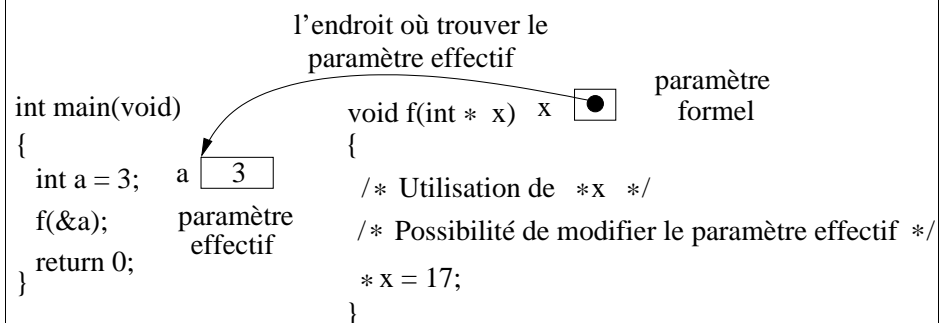 l'endroit où trouver le
paramètre effectif
int main(void)
{
int a = 3;
f(&a);
return 0;
}
a
3
paramètre
effectif
void f(int * x)
x
paramètre
formel
{
/* Utilisation de *x */
/* Possibilité de modifier le paramètre effectif */
* x = 17;
}